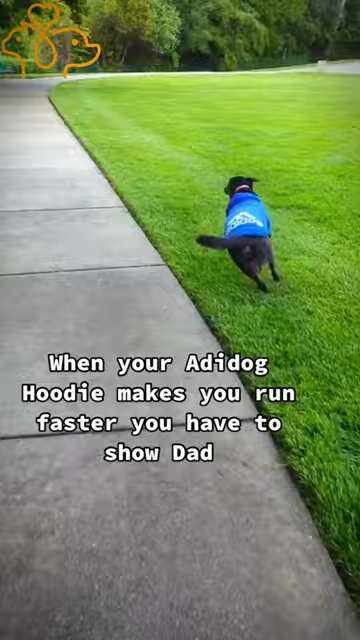 When your Adidog
Hoodie makes you run
faster you have to
show Dad